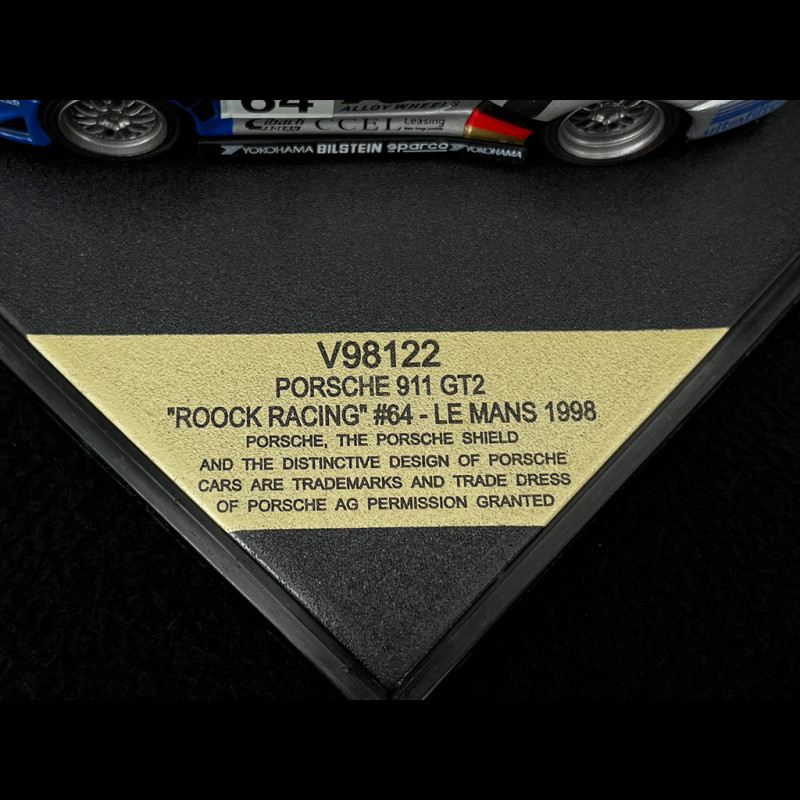 64
ALLOY WHEELS
Eibach CCEL Leasing
YOKOHAMA BILSTEIN sparco YOKOHAMA
V98122
PORSCHE 911 GT2
"ROOCK RACING" #64 - LE MANS 1998
PORSCHE, THE PORSCHE SHIELD
AND THE DISTINCTIVE DESIGN OF PORSCHE
CARS ARE TRADEMARKS AND TRADE DRESS
OF PORSCHE AG PERMISSION GRANTED